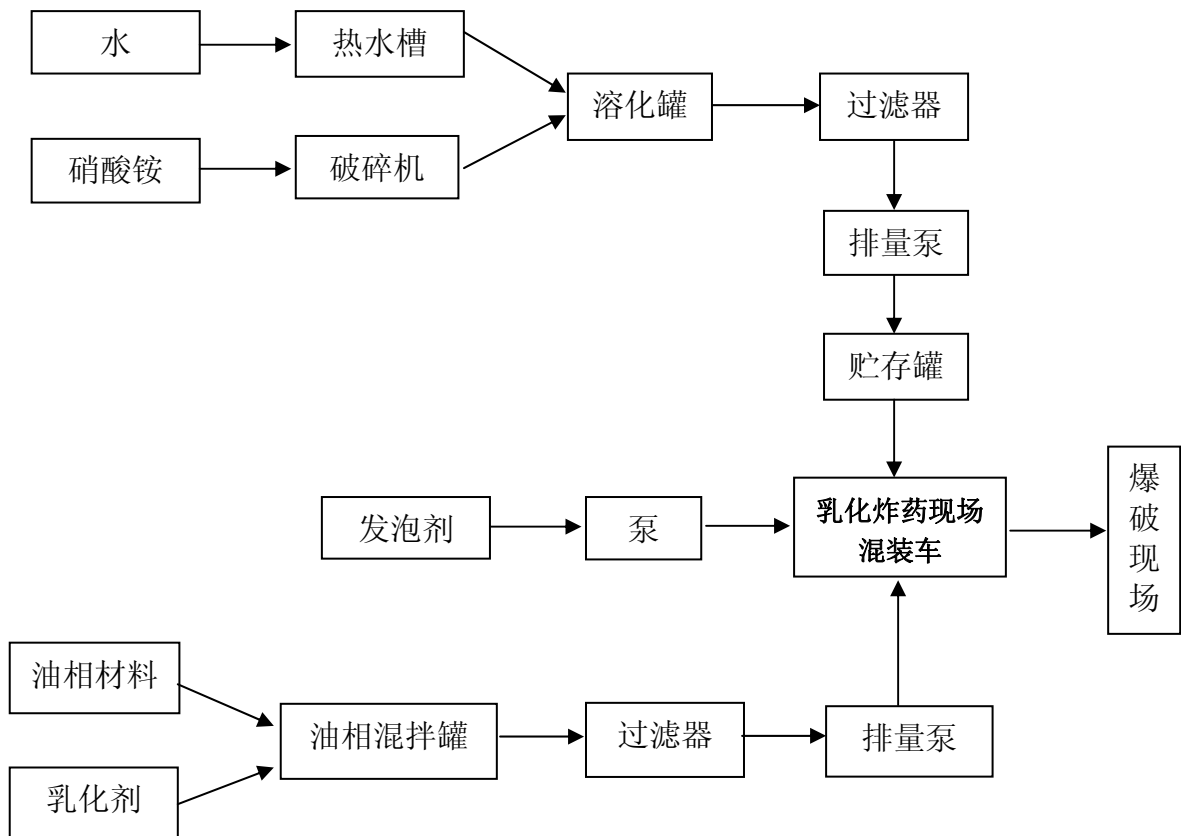 水
热水槽
溶化罐
过滤器
硝酸铵
破碎机
排量泵
贮存罐
发泡剂
泵
乳化炸药现场
混装车
爆
破
现
场
油相材料
油相混拌罐
过滤器
排量泵
乳化剂